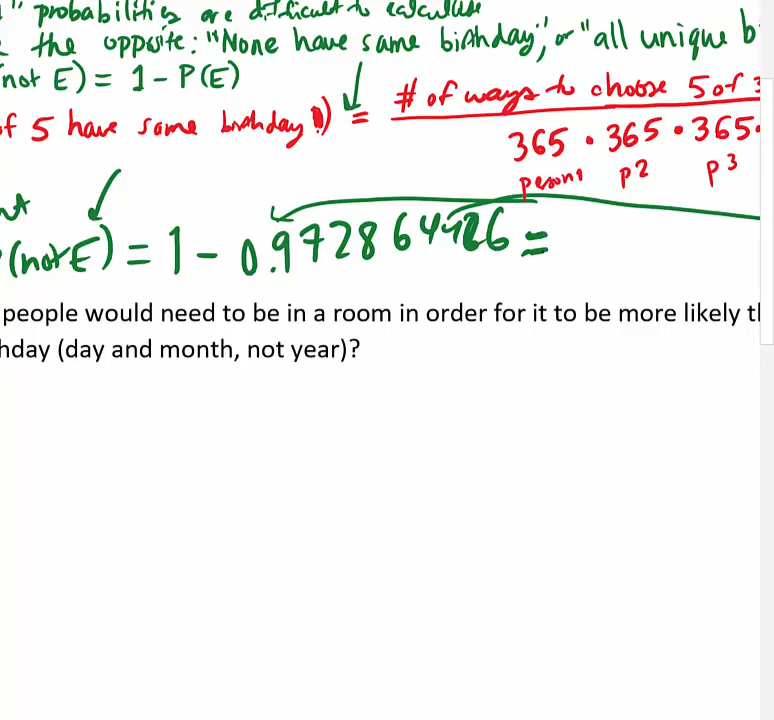 " probabilities are difficult to calculate
the opposite: "None have same birthday," or "all unique b
not E) = 1 - P(E)
= # of ways to choose 5 of 3
f 5 have same birthday) 365 • 365 • 365•
person1 p2 p3
(not E) = 1 - 0.9728644426 =
people would need to be in a room in order for it to be more likely tl
hday (day and month, not year)?